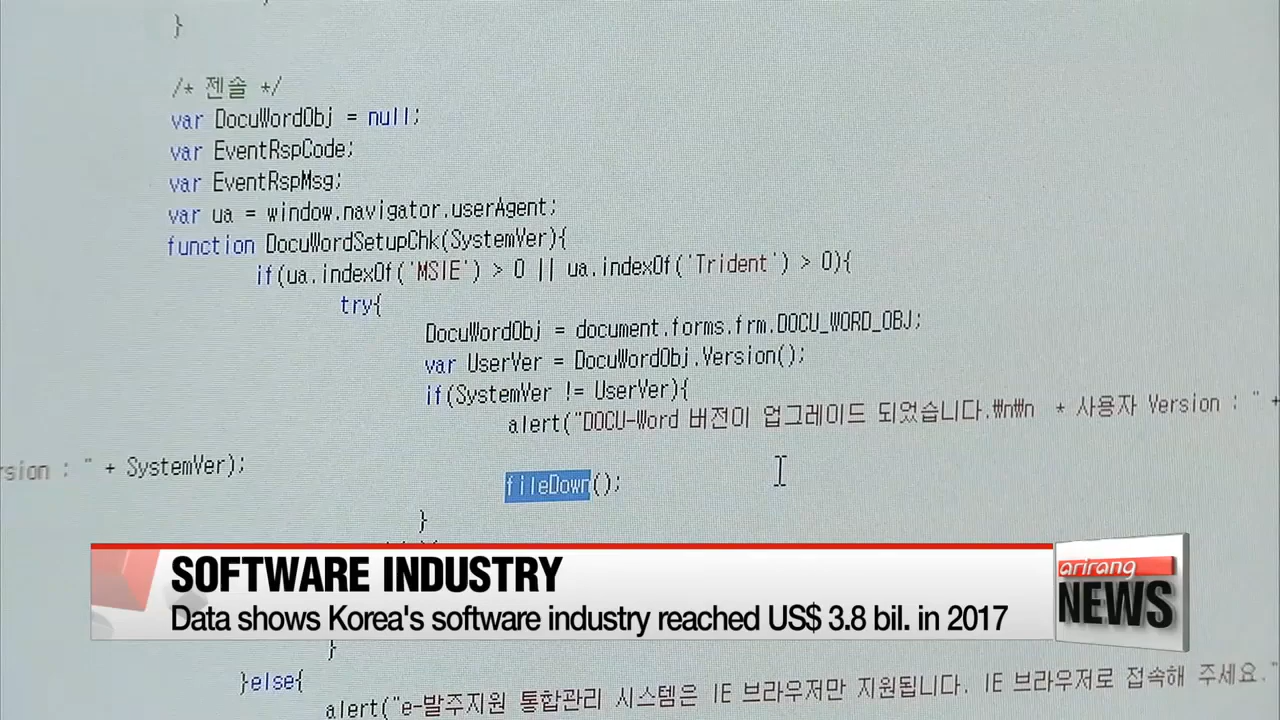 }
/* 젠솔 */
var DocuWordObj = null;
var EventRspCode;
var EventRspMsg;
var ua = window.navigator.userAgent;
function DocuWordSetupChk(SystemVer){
if(ua.indexOf('MSIE') > 0 || ua.indexOf('Trident') > 0){
try{
DocuWordObj = document.forms.frm.DOCU_WORD_OBJ;
var UserVer = DocuWordObj.Version();
if(SystemVer != UserVer){
alert("DOCU-Word 버전이 업그레이드 되었습니다.₩n₩n * 사용자 Version : " +
rsion : " + SystemVer);
fileDown();
}
SOFTWARE INDUSTRY
Data shows Korea's software industry reached US$ 3.8 bil. in 2017
arirang
NEWS
}
}else{
alert("e-발주지원 통합관리 시스템은 IE 브라우저만 지원됩니다. IE 브라우저로 접속해 주세요."